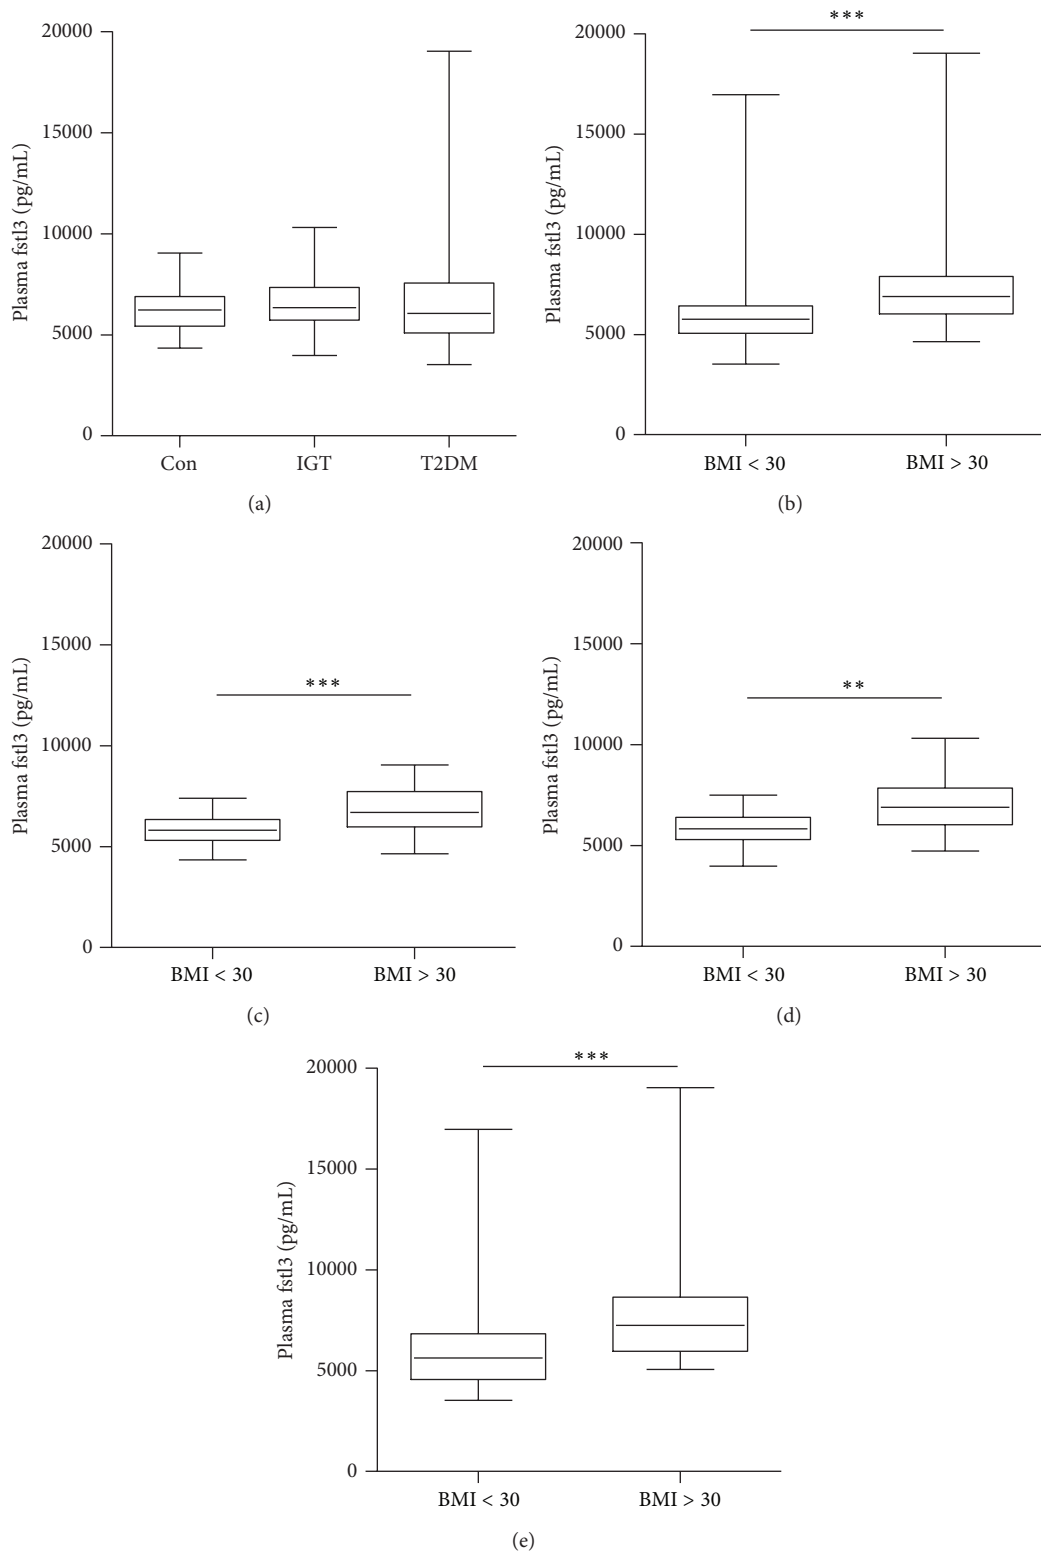 20000
15000
10000
5000
0
Plasma fstl3 (pg/mL)
Con IGT T2DM
(a)
***
20000
15000
10000
5000
0
Plasma fstl3 (pg/mL)
BMI < 30 BMI > 30
(b)
20000
15000
10000
5000
0
Plasma fstl3 (pg/mL)
***
BMI < 30 BMI > 30
(c)
20000
15000
10000
5000
0
Plasma fstl3 (pg/mL)
**
BMI < 30 BMI > 30
(d)
***
20000
15000
10000
5000
0
Plasma fstl3 (pg/mL)
BMI < 30 BMI > 30
(e)